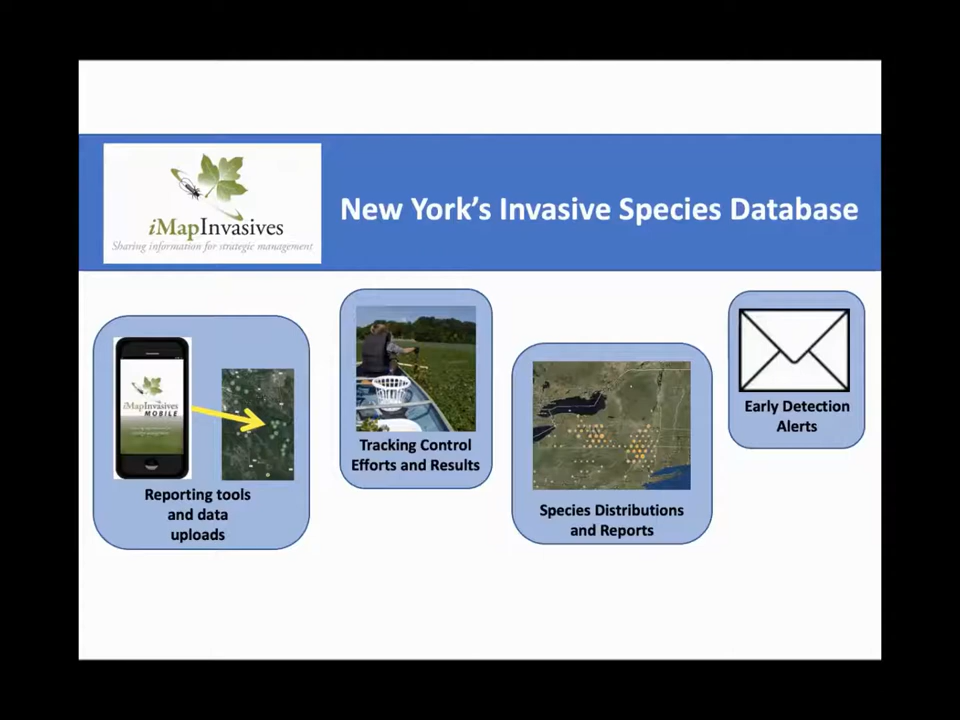 iMapInvasives
Sharing information for strategic management
New York's Invasive Species Database
iMapInvasives
MOBILE
Reporting tools
and data
uploads
Tracking Control
Efforts and Results
Species Distributions
and Reports
Early Detection
Alerts